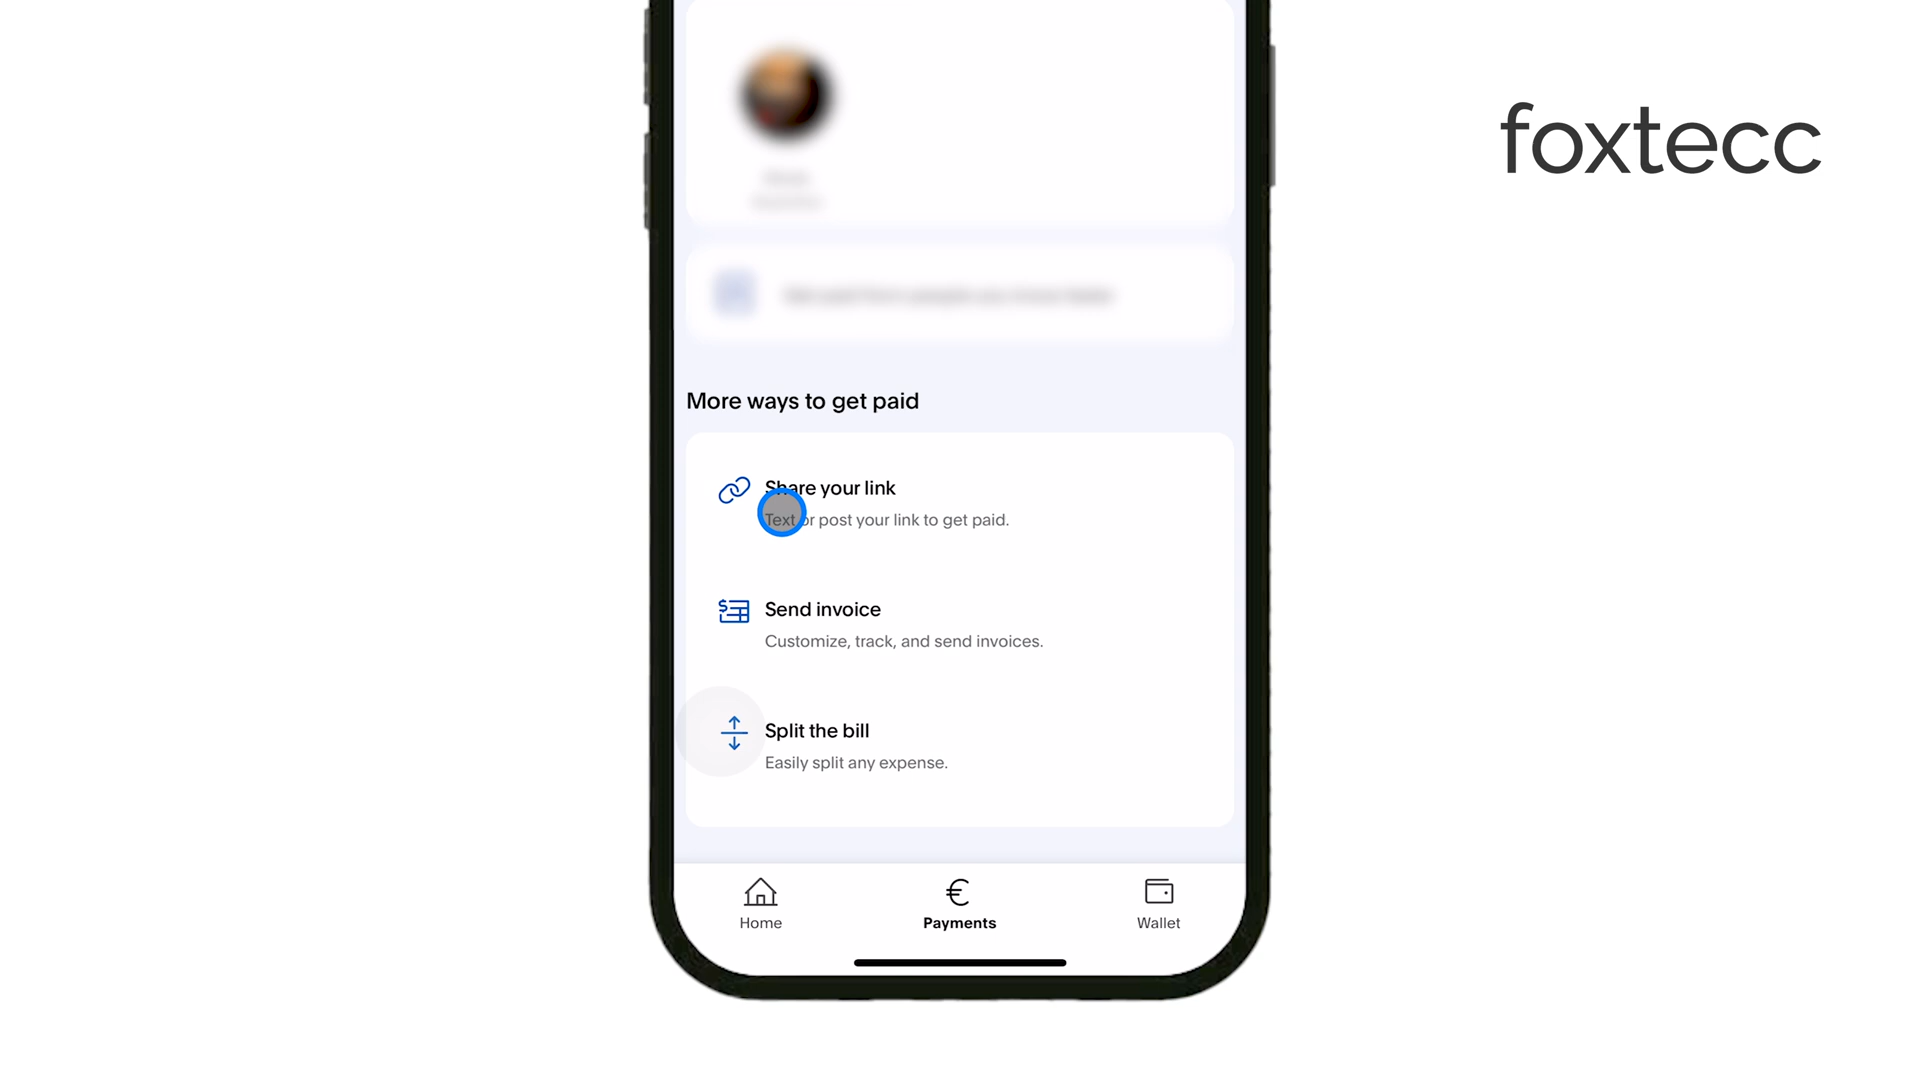 foxtecc
More ways to get paid
Share your link
Text or post your link to get paid.
Send invoice
Customize, track, and send invoices.
Split the bill
Easily split any expense.
Home
Payments
Wallet